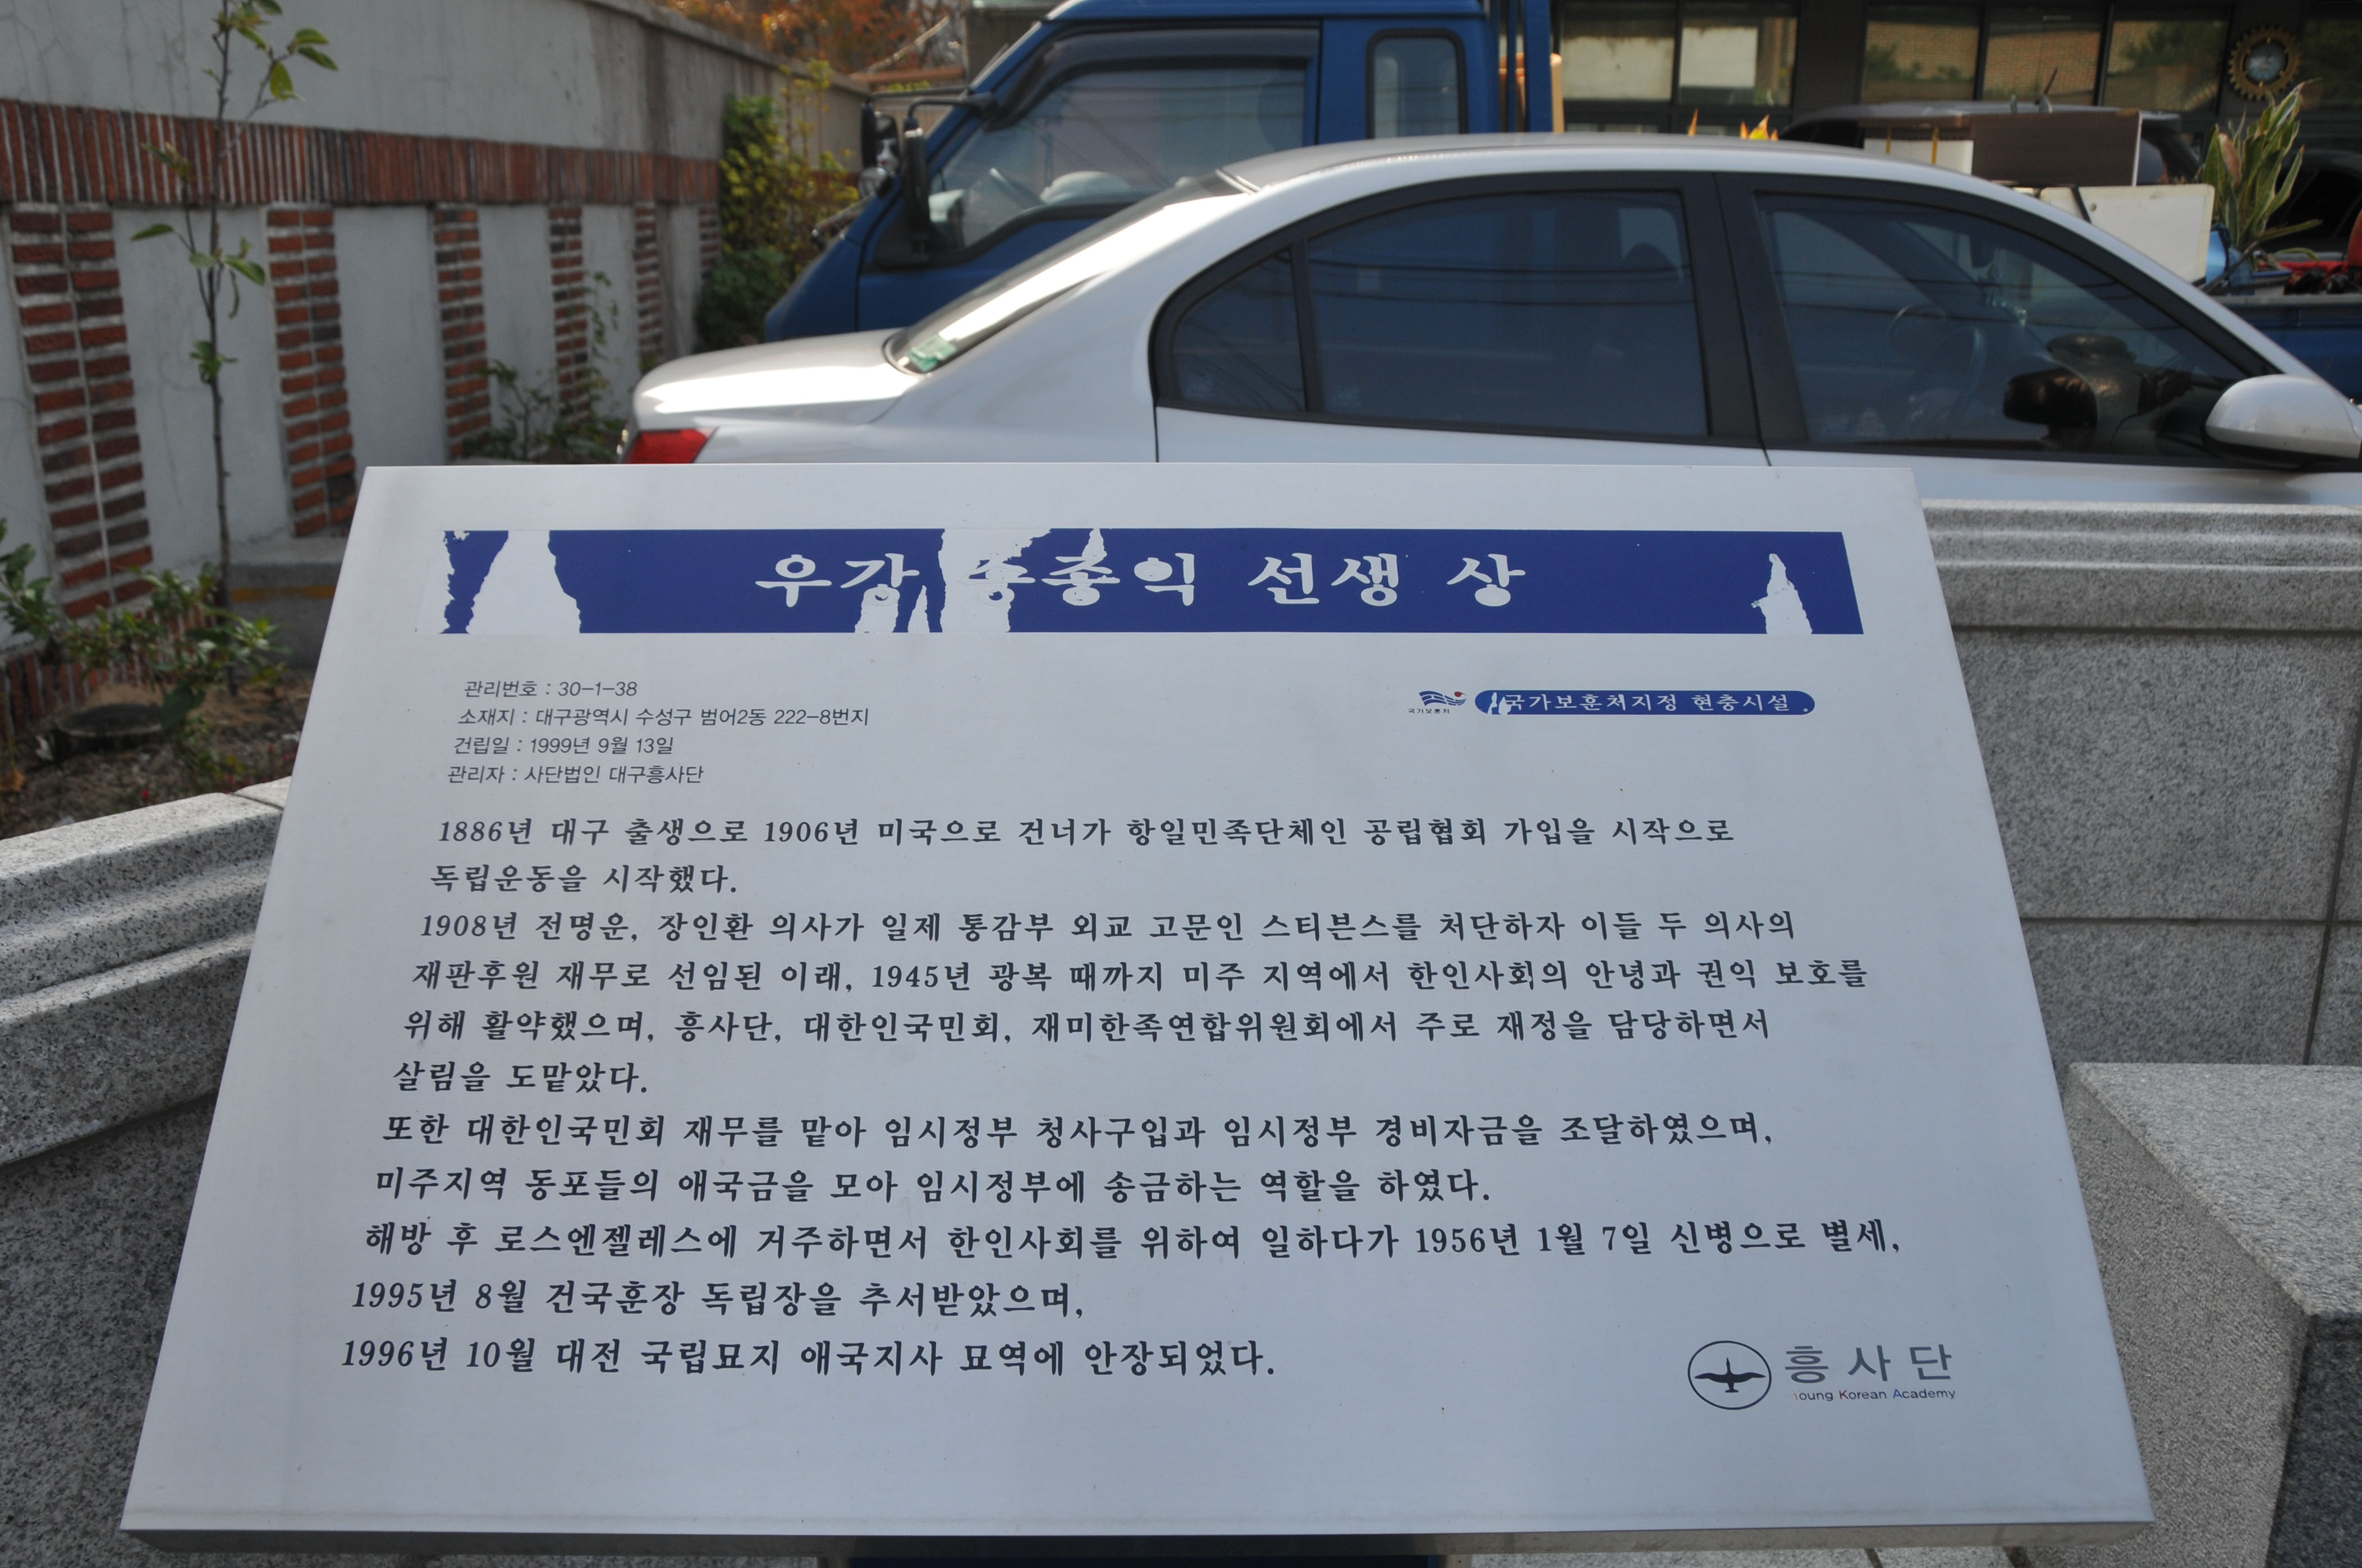 우강 송종익 선생 상
관리번호 : 30-1-38
소재지 : 대구광역시 수성구 범어2동 222-8번지
건립일 : 1999년 9월 13일
관리자 : 사단법인 대구흥사단
국가보훈처
국가보훈처지정 현충시설
1886년 대구 출생으로 1906년 미국으로 건너가 항일민족단체인 공립협회 가입을 시작으로
독립운동을 시작했다.
1908년 전명운, 장인환 의사가 일제 통감부 외교 고문인 스티븐스를 처단하자 이들 두 의사의
재판후원 재무로 선임된 이래, 1945년 광복 때까지 미주 지역에서 한인사회의 안녕과 권익 보호를
위해 활약했으며, 흥사단, 대한인국민회, 재미한족연합위원회에서 주로 재정을 담당하면서
살림을 도맡았다.
또한 대한인국민회 재무를 맡아 임시정부 청사구입과 임시정부 경비자금을 조달하였으며,
미주지역 동포들의 애국금을 모아 임시정부에 송금하는 역할을 하였다.
해방 후 로스엔젤레스에 거주하면서 한인사회를 위하여 일하다가 1956년 1월 7일 신병으로 별세,
1995년 8월 건국훈장 독립장을 추서받았으며,
1996년 10월 대전 국립묘지 애국지사 묘역에 안장되었다.
흥사단
Young Korean Academy